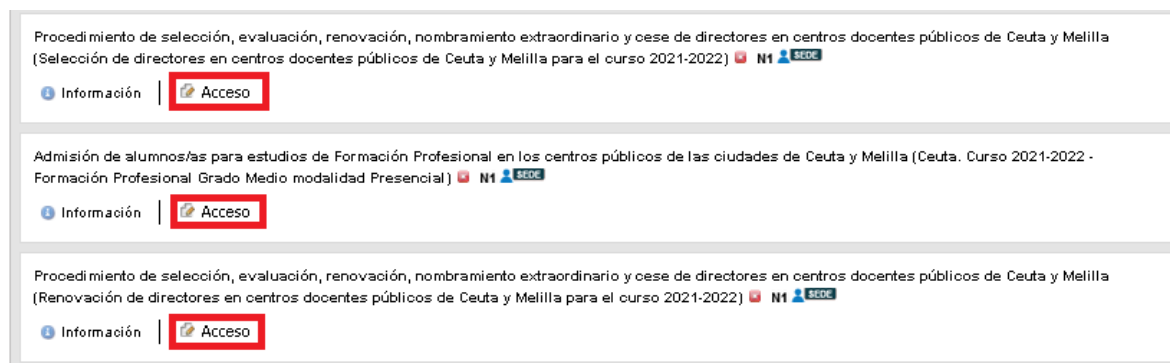 Procedimiento de selección, evaluación, renovación, nombramiento extraordinario y cese de directores en centros docentes públicos de Ceuta y Melilla
(Selección de directores en centros docentes públicos de Ceuta y Melilla para el curso 2021-2022) N1 SEDE
Información Acceso
Admisión de alumnos/as para estudios de Formación Profesional en los centros públicos de las ciudades de Ceuta y Melilla (Ceuta. Curso 2021-2022 -
Formación Profesional Grado Medio modalidad Presencial) N1 SEDE
Información Acceso
Procedimiento de selección, evaluación, renovación, nombramiento extraordinario y cese de directores en centros docentes públicos de Ceuta y Melilla
(Renovación de directores en centros docentes públicos de Ceuta y Melilla para el curso 2021-2022) N1 SEDE
Información Acceso